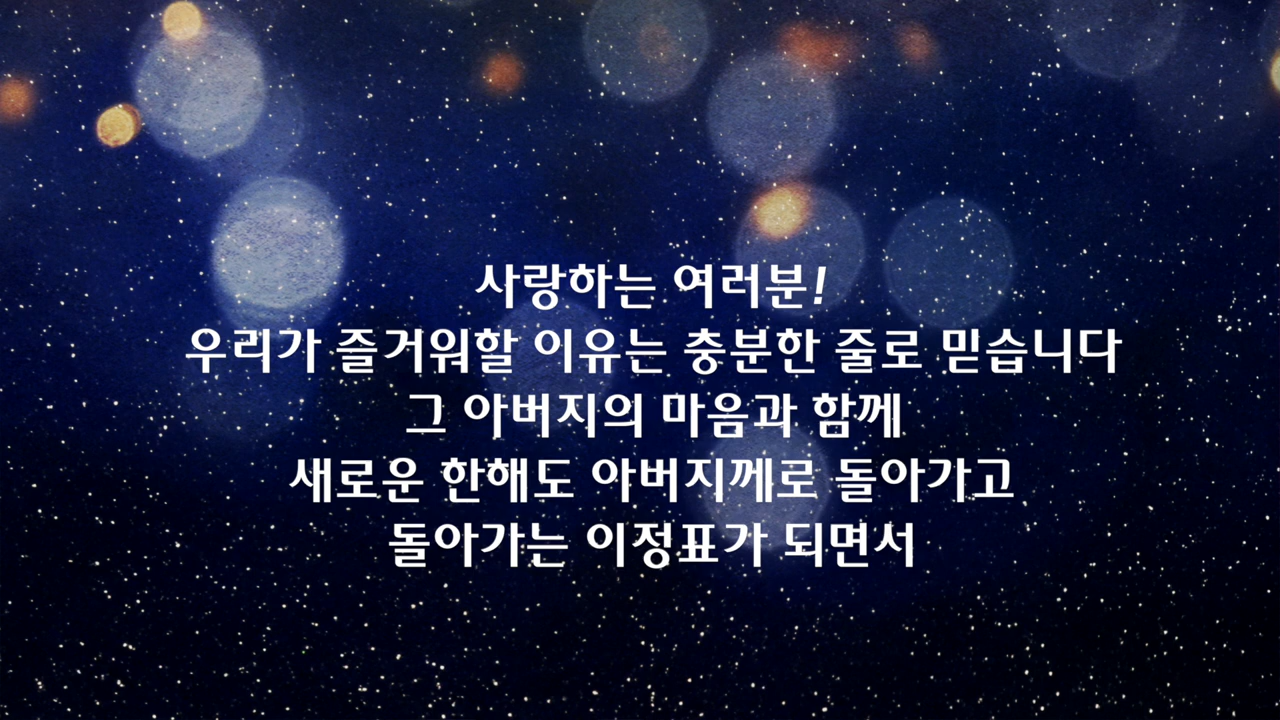 사랑하는 여러분!
우리가 즐거워할 이유는 충분한 줄로 믿습니다
그 아버지의 마음과 함께
새로운 한해도 아버지께로 돌아가고
돌아가는 이정표가 되면서